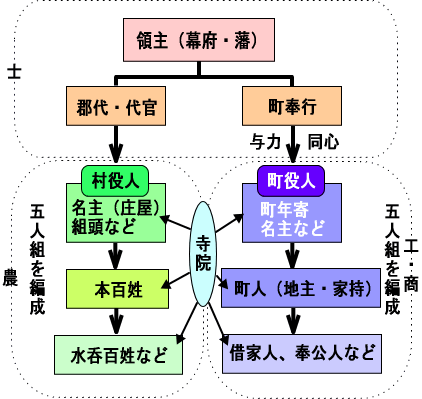 領主（幕府・藩）
士
郡代・代官
町奉行
与力
同心
村役人
名主（庄屋）
組頭など
町役人
町年寄
名主など
寺院
五人組を編成
農
五人組を編成
工・商
本百姓
町人（地主・家持）
水呑百姓など
借家人、奉公人など